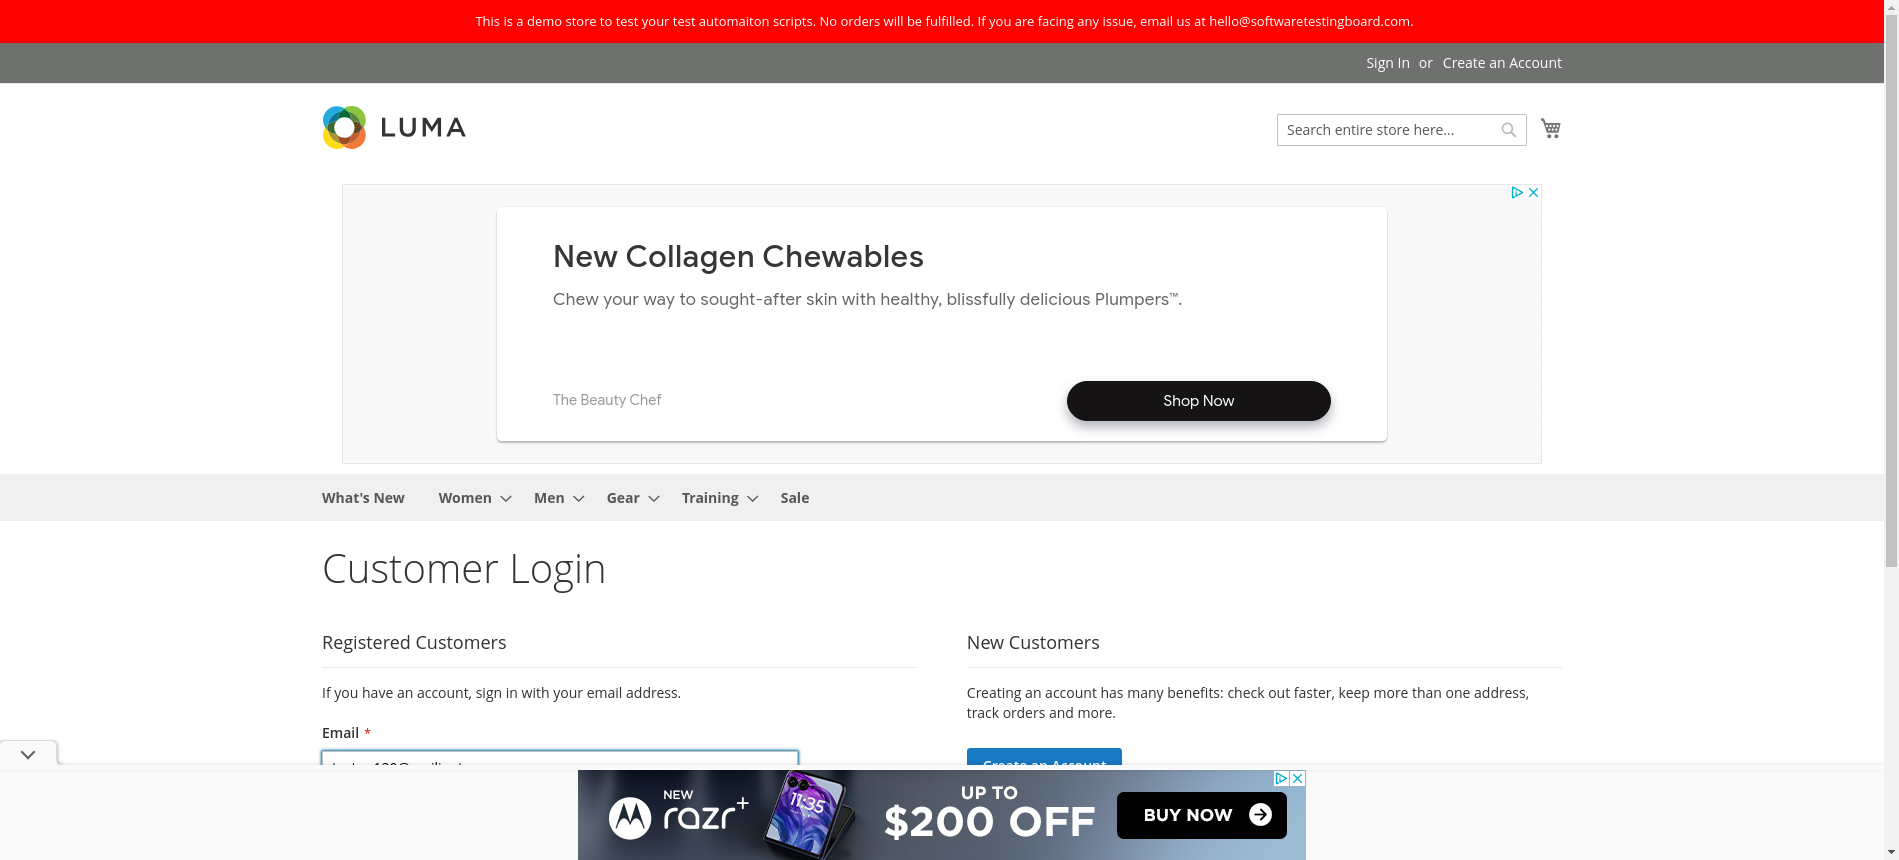 This is a demo store to test your test automaiton scripts. No orders will be fulfilled. If you are facing any issue, email us at hello@softwaretestingboard.com.
Sign In or Create an Account
LUMA
Search entire store here...
New Collagen Chewables
Chew your way to sought-after skin with healthy, blissfully delicious Plumpers™.
The Beauty Chef
Shop Now
What's New Women Men Gear Training Sale
Customer Login
Registered Customers
If you have an account, sign in with your email address.
Email *
New Customers
Creating an account has many benefits: check out faster, keep more than one address,
track orders and more.
Create an Account
NEW
razr+
11:35
UP TO
$200 OFF
BUY NOW